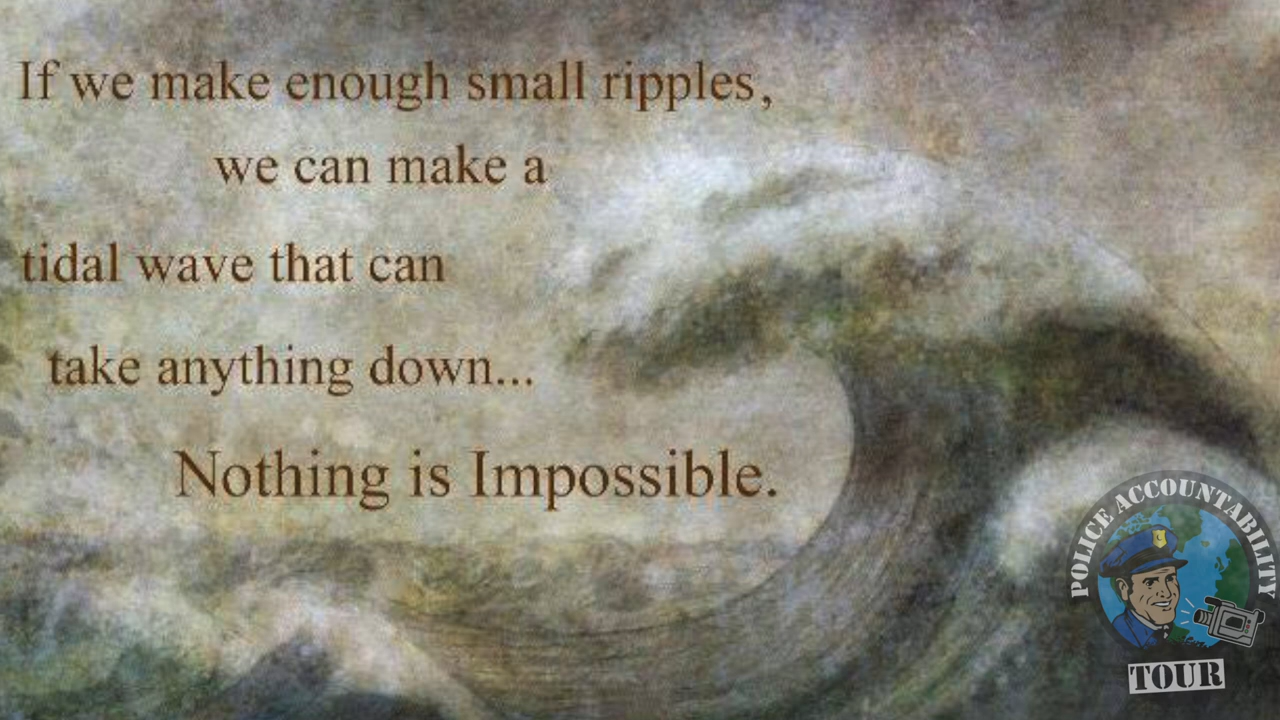 If we make enough small ripples,
we can make a
tidal wave that can
take anything down...
Nothing is Impossible.
POLICE ACCOUNTABILITY
TOUR